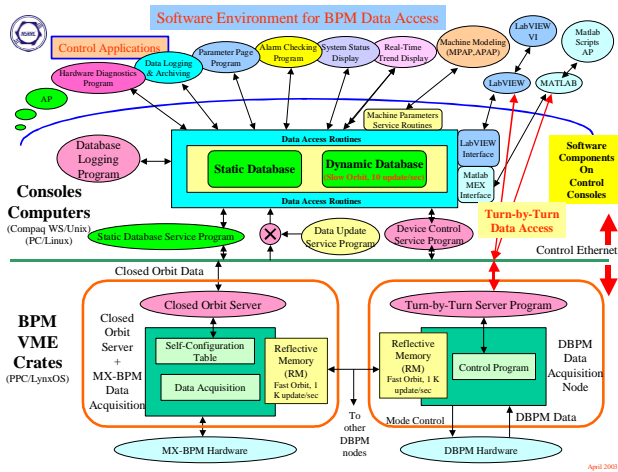 Software Environment for BPM Data Access
NSRRC
Control Applications
Hardware Diagnostics
Program
Data Logging
& Archiving
Parameter Page
Program
Alarm Checking
Program
System Status
Display
Real-Time
Trend Display
Machine Modeling
(MPAP,APAP)
LabVIEW
VI
Matlab
Scripts
AP
LabVIEW
MATLAB
AP
Machine Parameters
Service Routines
Database
Logging
Program
Data Access Routines
Static Database
Dynamic Database
(Slow Orbit, 10 update/sec)
Data Access Routines
LabVIEW
Interface
Matlab
MEX
Interface
Software
Components
On
Control
Consoles
Consoles
Computers
(Compaq WS/Unix)
(PC/Linux)
Static Database Service Program
Data Update
Service Program
Device Control
Service Program
Turn-by-Turn
Data Access
Control Ethernet
Closed Orbit Data
BPM
VME
Crates
(PPC/LynxOS)
Closed Orbit Server
Closed
Orbit
Server
+
MX-BPM
Data
Acquisition
Self-Configuration
Table
Data Acquisition
Reflective
Memory
(RM)
Fast Orbit, 1
K update/sec
MX-BPM Hardware
To
other
DBPM
nodes
Turn-by-Turn Server Program
Reflective
Memory
(RM)
Fast Orbit, 1 K
update/sec
Control Program
DBPM
Data
Acquisition
Node
Mode Control
DBPM Data
DBPM Hardware
April 2003